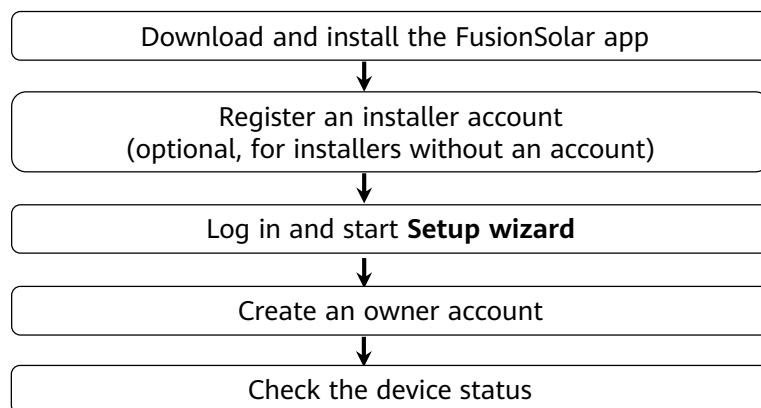 Download and install the FusionSolar app
Register an installer account
(optional, for installers without an account)
Log in and start Setup wizard
Create an owner account
Check the device status